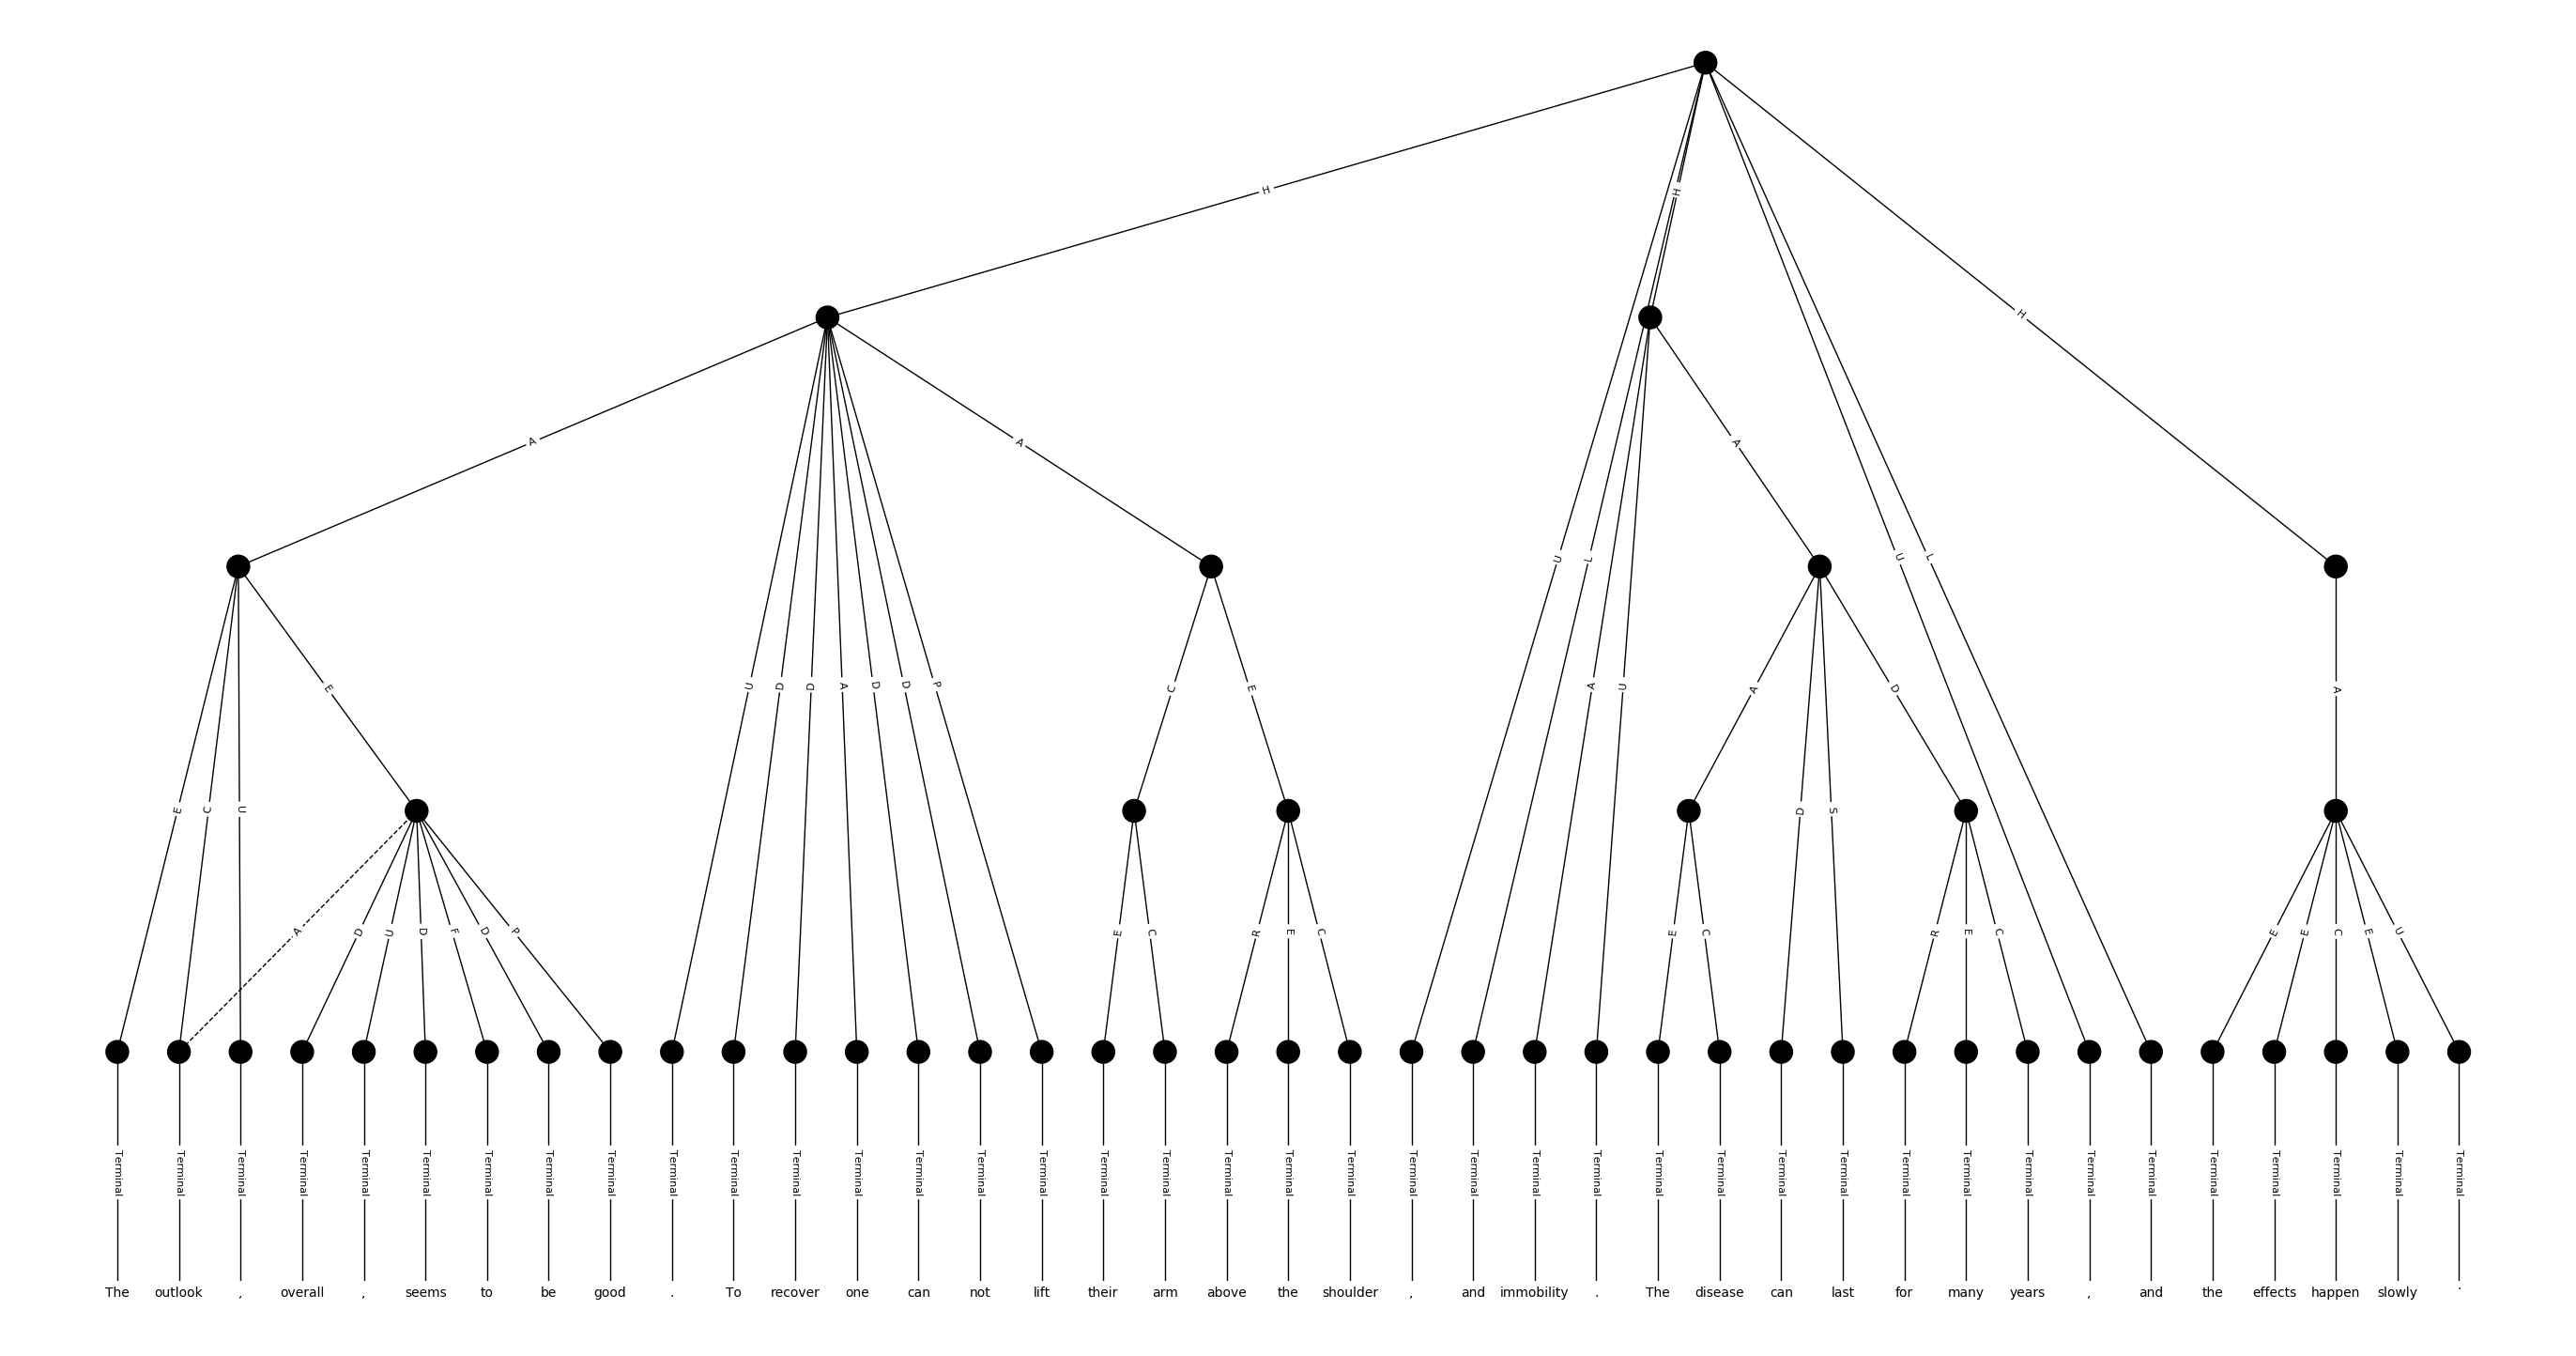 H
H
H
A
A
A
U
L
U
L
E
U
D
D
A
D
D
P
C
E
A
U
A
D
A
E
C
U
D
S
A
D
U
D
F
D
P
E
C
R
E
C
E
C
R
E
C
E
E
C
E
U
Terminal Terminal Terminal Terminal Terminal Terminal Terminal Terminal Terminal Terminal Terminal Terminal Terminal Terminal Terminal Terminal Terminal Terminal Terminal Terminal Terminal Terminal Terminal Terminal Terminal Terminal Terminal Terminal Terminal Terminal Terminal Terminal Terminal Terminal Terminal Terminal Terminal Terminal Terminal
The outlook , overall , seems to be good . To recover one can not lift their arm above the shoulder , and immobility . The disease can last for many years , and the effects happen slowly .